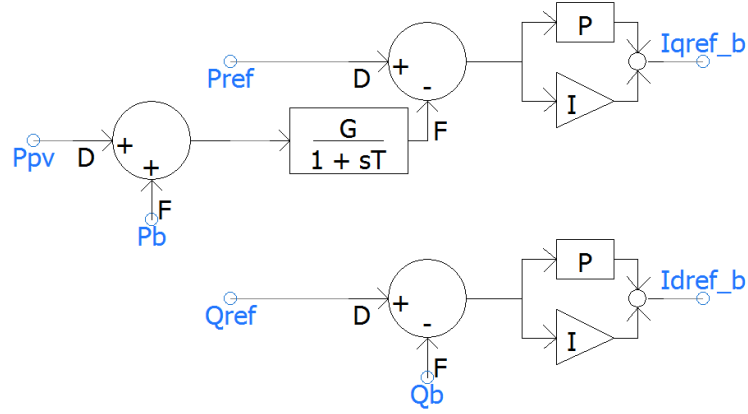 P
Iqref_b
Pref
D
+
-
I
F
G
1 + sT
Ppv
D
+
+
F
Pb
P
Idref_b
Qref
D
+
-
I
F
Qb